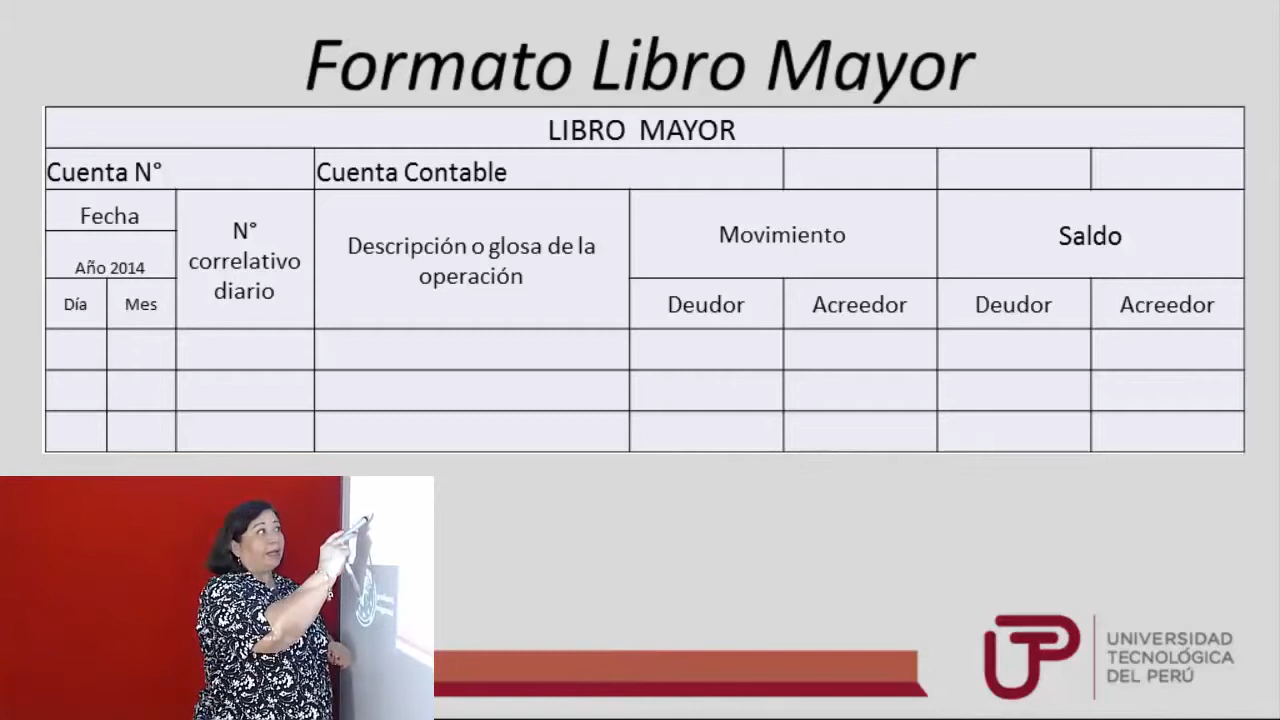 Formato Libro Mayor
LIBRO MAYOR
Cuenta N° Cuenta Contable
Fecha
Año 2014
Día Mes
N°
correlativo
diario
Descripción o glosa de la
operación
Movimiento
Saldo
Deudor Acreedor Deudor Acreedor
UTP
UNIVERSIDAD
TECNOLÓGICA
DEL PERÚ